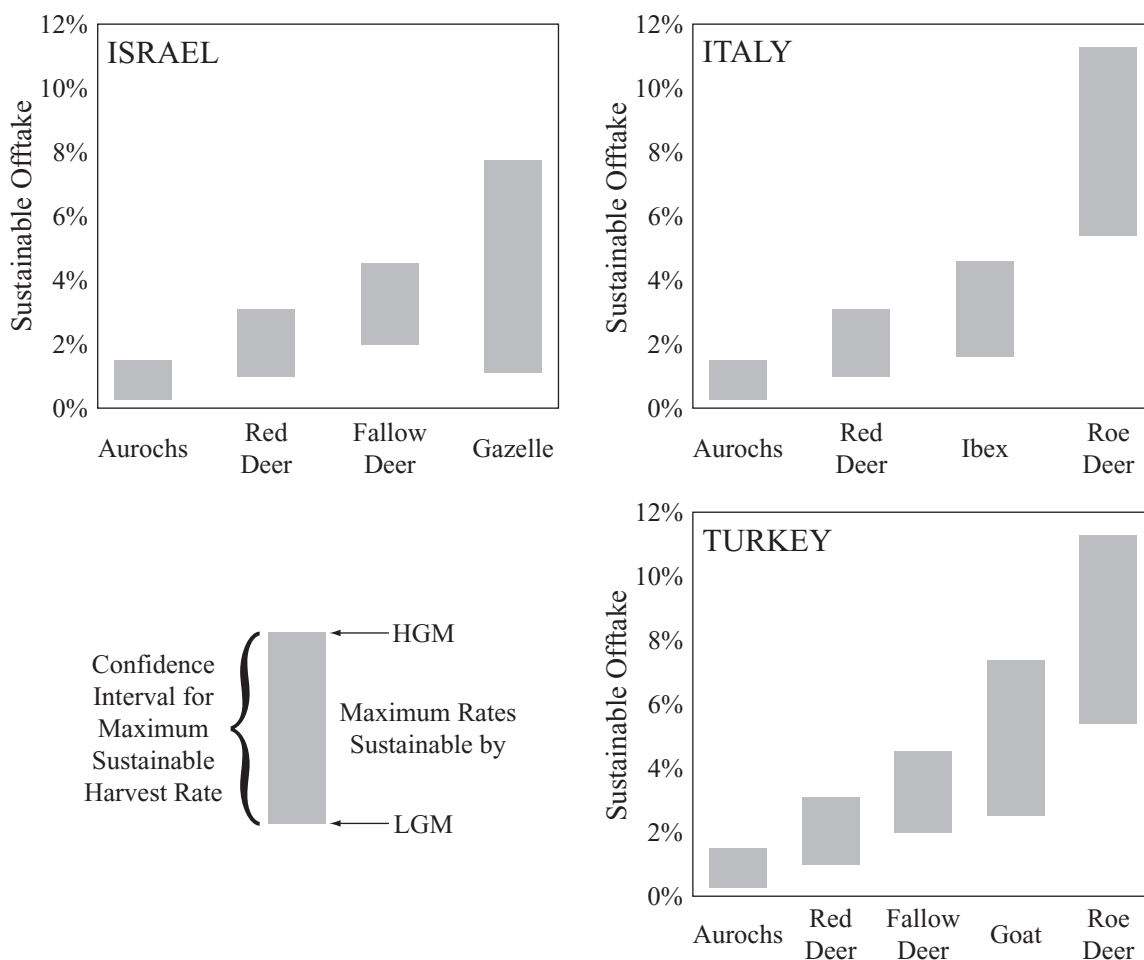 ISRAEL
Sustainable Offtake
12%
10%
8%
6%
4%
2%
0%
Aurochs
Red
Deer
Fallow
Deer
Gazelle
ITALY
Sustainable Offtake
12%
10%
8%
6%
4%
2%
0%
Aurochs
Red
Deer
Ibex
Roe
Deer
Confidence
Interval for
Maximum
Sustainable
Harvest Rate
HGM
Maximum Rates
Sustainable by
LGM
TURKEY
Sustainable Offtake
12%
10%
8%
6%
4%
2%
0%
Aurochs
Red
Deer
Fallow
Deer
Goat
Roe
Deer